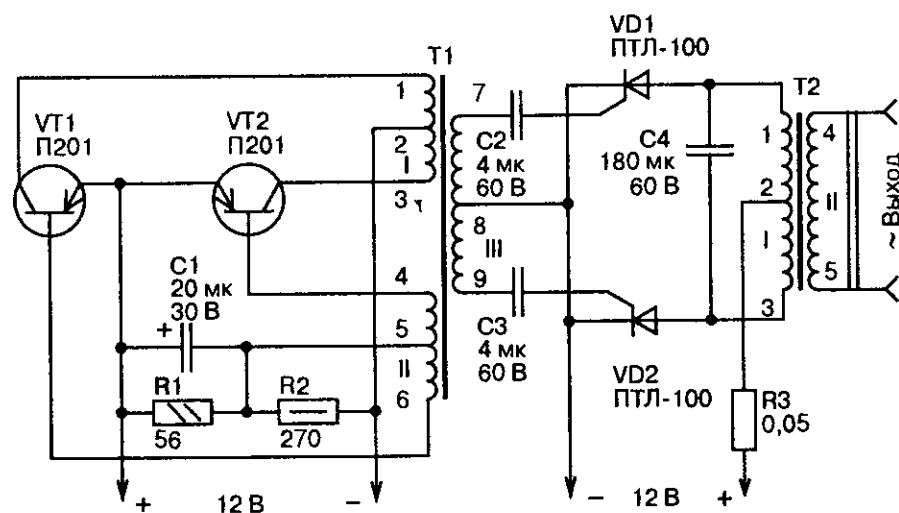 VD1
ПТЛ-100
T1
T2
1
7
VT1
П201
VT2
П201
2
I
3
C2
4 мк
60 В
C4
180 мк
60 В
1
4
2
II
I
5
3
~ Выход
8
III
9
C1
20 мк
30 В
+
4
5
II
6
C3
4 мк
60 В
VD2
ПТЛ-100
R1
56
R2
270
R3
0,05
+ 12 В -
- 12 В +